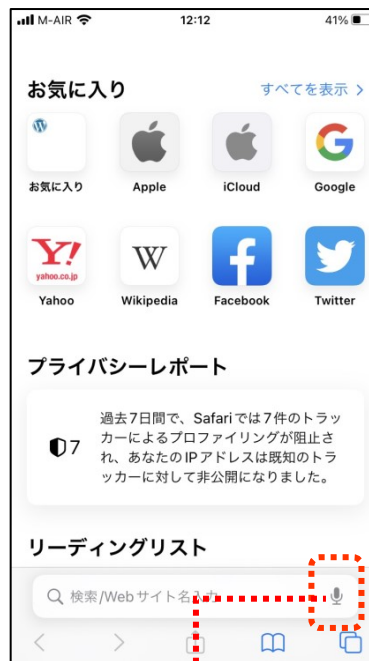 M-AIR 12:12 41%
お気に入り すべてを表示
お気に入り Apple iCloud Google
Y!
yahoo.co.jp
W
Yahoo Wikipedia Facebook Twitter
プライバシーレポート
過去7日間で、Safariでは7件のトラッ
7 カーによるプロファイリングが阻止さ
れ、あなたのIPアドレスは既知のトラ
ッカーに対して非公開になりました。
リーディングリスト
検索/Webサイト名入力